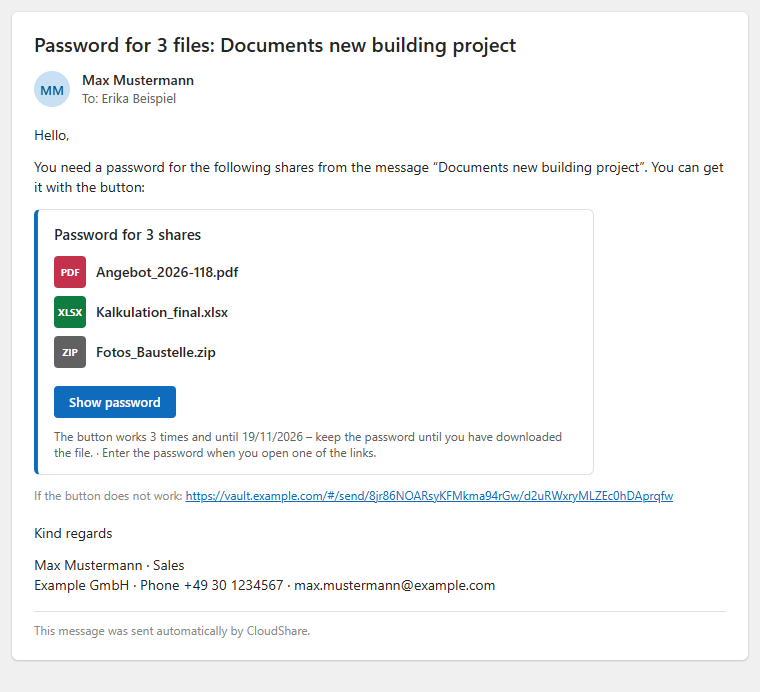 Password for 3 files: Documents new building project
MM
Max Mustermann
To: Erika Beispiel
Hello,
You need a password for the following shares from the message “Documents new building project”. You can get
it with the button:
Password for 3 shares
PDF
Angebot_2026-118.pdf
XLSX
Kalkulation_final.xlsx
ZIP
Fotos_Baustelle.zip
Show password
The button works 3 times and until 19/11/2026 – keep the password until you have downloaded
the file. · Enter the password when you open one of the links.
If the button does not work: https://vault.example.com/#/send/8jr86NOARsyKFMkma94rGw/d2uRWxryMLZEc0hDAprqfw
Kind regards
Max Mustermann · Sales
Example GmbH · Phone +49 30 1234567 · max.mustermann@example.com
This message was sent automatically by CloudShare.